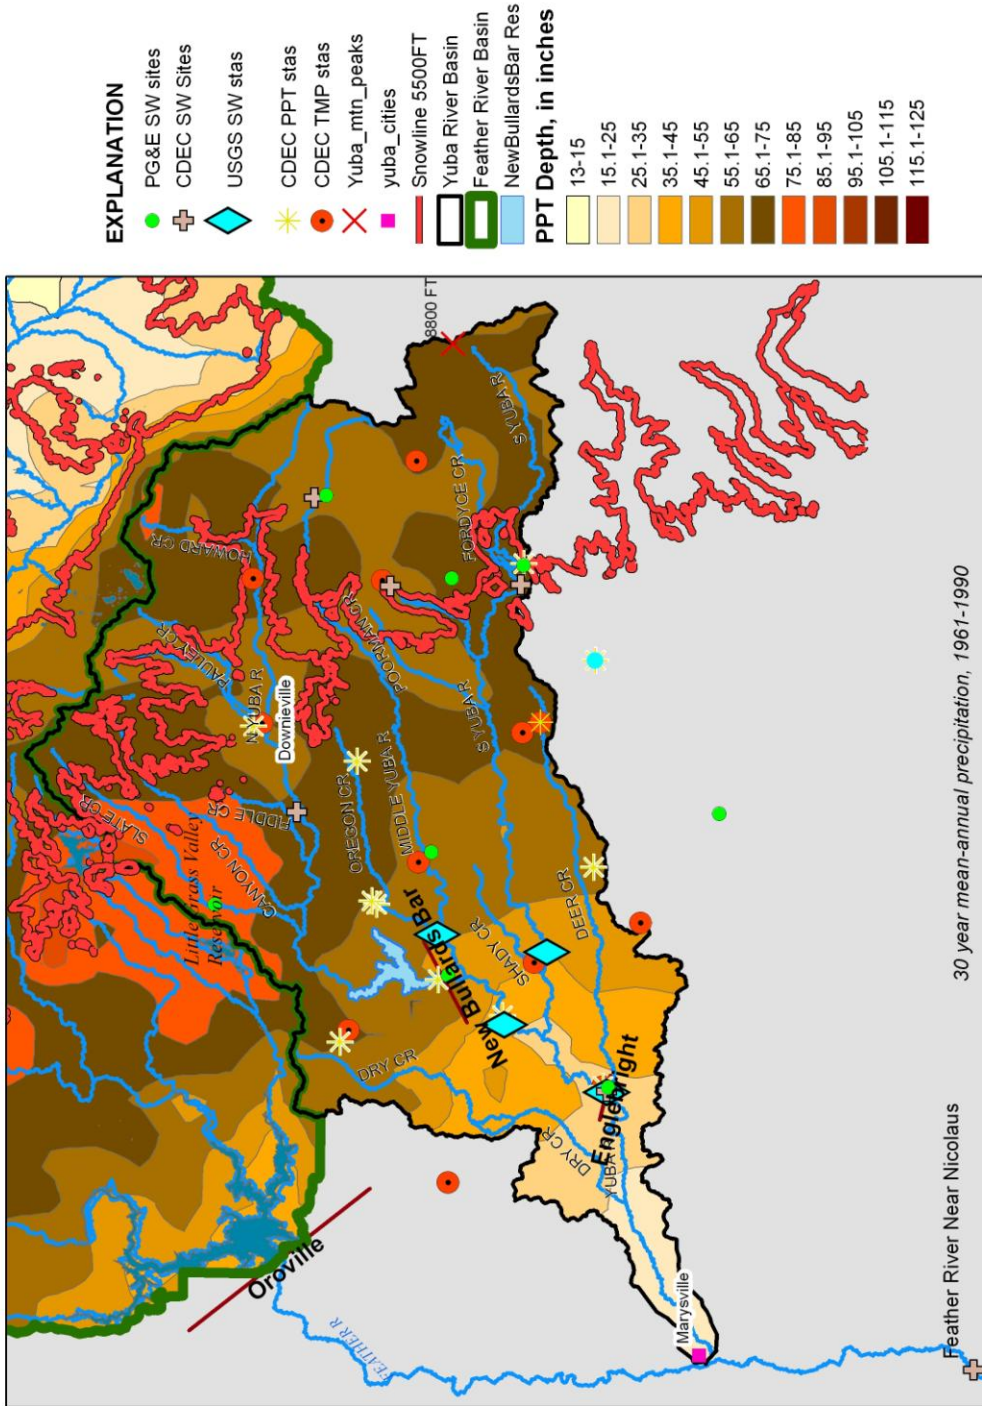 EXPLANATION
PG&E SW sites
CDEC SW Sites
USGS SW stas
CDEC PPT stas
CDEC TMP stas
Yuba_mtn_peaks
yuba_cities
Snowline 5500FT
Yuba River Basin
Feather River Basin
NewBullardsBar Res
PPT Depth, in inches
13-15
15.1-25
25.1-35
35.1-45
45.1-55
55.1-65
65.1-75
75.1-85
85.1-95
95.1-105
105.1-115
115.1-125
8800 FT
S YUBA R
FORDYCE CR
HOWARD CR
PAULEY CR
N YUBA R
Downieville
POORMAN CR
S YUBA R
MIDDLE YUBA R
OREGON CR
FIDDLE CR
SLATE CR
CANYON CR
Little Grass Valley
Reservoir
New Bullards Bar
SHADY CR
DEER CR
DRY CR
DRY CR
Englebright
YUBA R
Oroville
FEATHER R
Marysville
Feather River Near Nicolaus
30 year mean-annual precipitation, 1961-1990